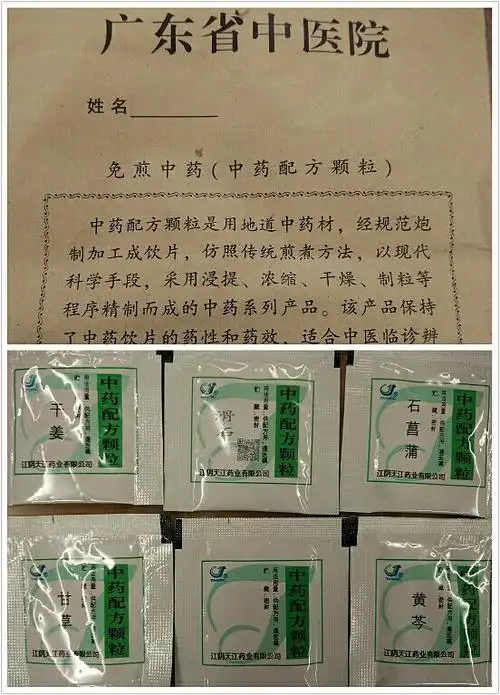 广东省中医院
姓名
免煎中药(中药配方颗粒)
中药配方颗粒是用地道中药材，经规范炮
制加工成饮片，仿照传统煎煮方法，以现代
科学手段，采用浸提、浓缩、干燥、制粒等
程序精制而成的中药系列产品。该产品保持
了中药饮片的药性和药效，适合中医临诊辨
中药配方颗粒
干姜
江阴天江药业有限公司
中药配方颗粒
滑石
江阴天江药业有限公司
中药配方颗粒
石菖蒲
江阴天江药业有限公司
中药配方颗粒
甘草
江阴天江药业有限公司
中药配方颗粒
江阴天江药业有限公司
中药配方颗粒
黄芩
江阴天江药业有限公司